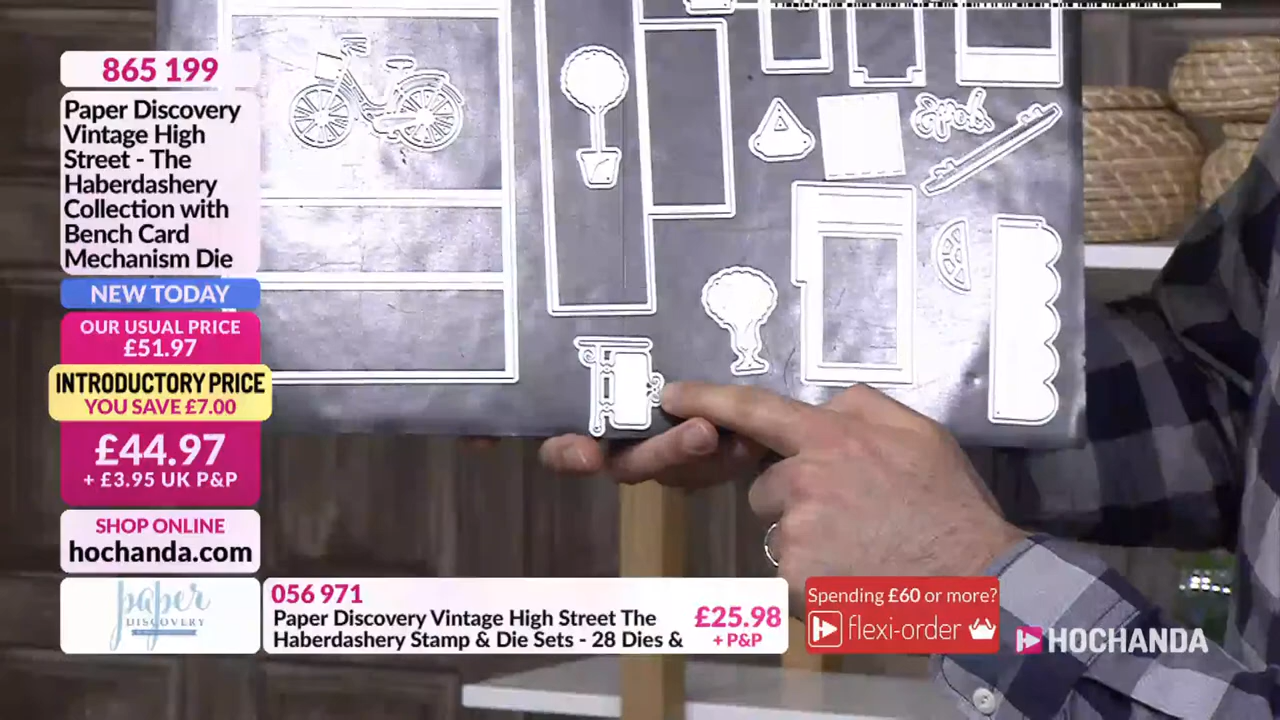 865 199
Paper Discovery
Vintage High
Street - The
Haberdashery
Collection with
Bench Card
Mechanism Die
NEW TODAY
OUR USUAL PRICE
£51.97
INTRODUCTORY PRICE
YOU SAVE £7.00
£44.97
+ £3.95 UK P&P
SHOP ONLINE
hochanda.com
paper
DISCOVERY
056 971
Paper Discovery Vintage High Street The
Haberdashery Stamp & Die Sets - 28 Dies &
£25.98
+ P&P
Spending £60 or more?
flexi-order
HOCHANDA